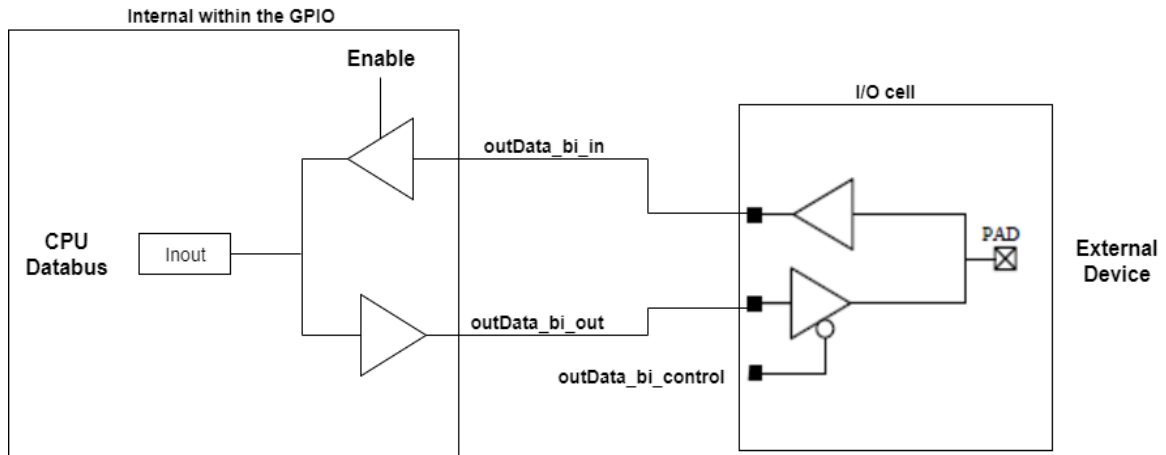 Internal within the GPIO
Enable
I/O cell
outData_bi_in
CPU
Databus
Inout
PAD
External
Device
outData_bi_out
outData_bi_control